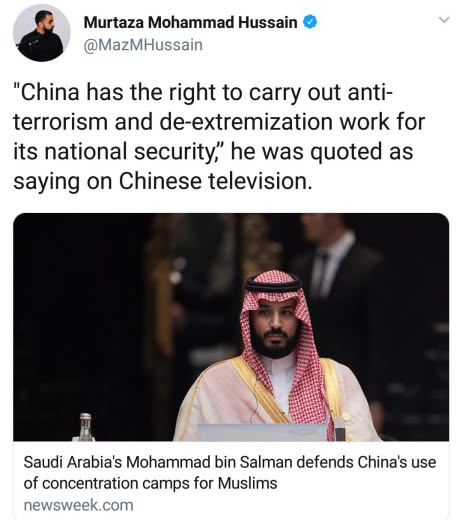 Murtaza Mohammad Hussain
@MazMHussain
"China has the right to carry out anti-
terrorism and de-extremization work for
its national security,” he was quoted as
saying on Chinese television.
Saudi Arabia's Mohammad bin Salman defends China's use
of concentration camps for Muslims
newsweek.com